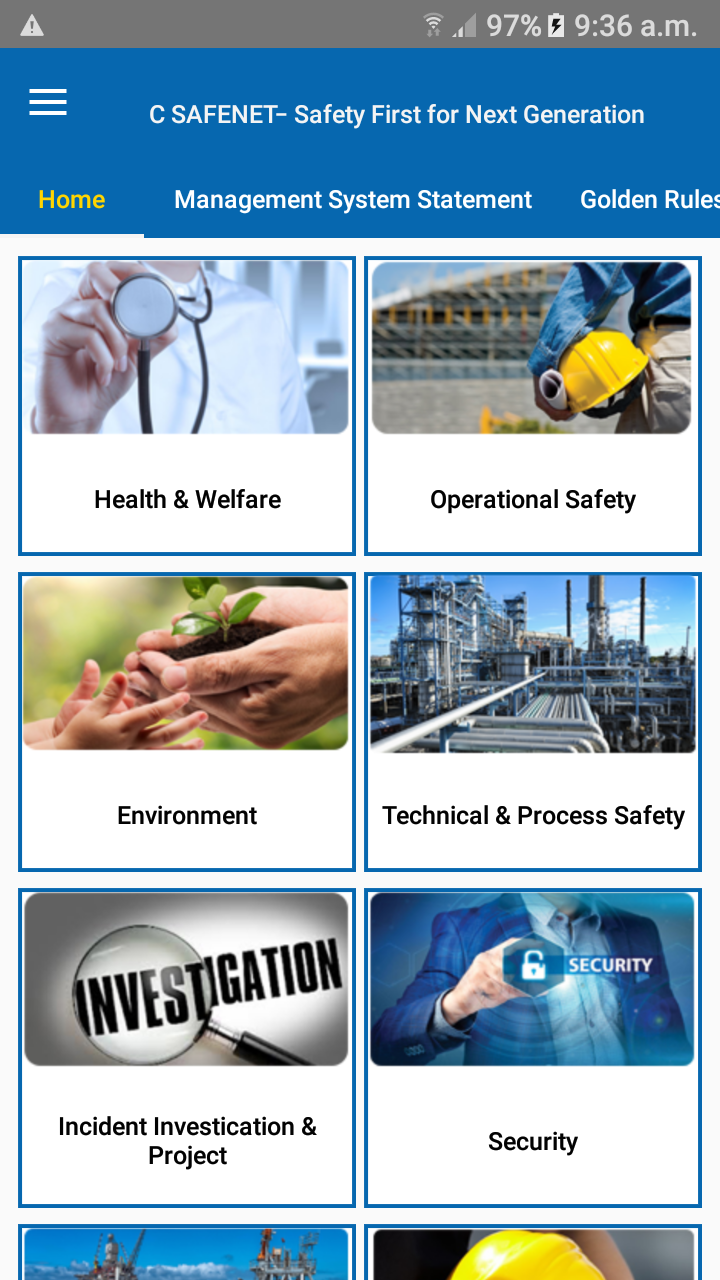 97% 9:36 a.m.
C SAFENET– Safety First for Next Generation
Home Management System Statement Golden Rules
Health & Welfare
Operational Safety
Environment
Technical & Process Safety
INVESTIGATION
SECURITY
Incident Investication &
Project
Security